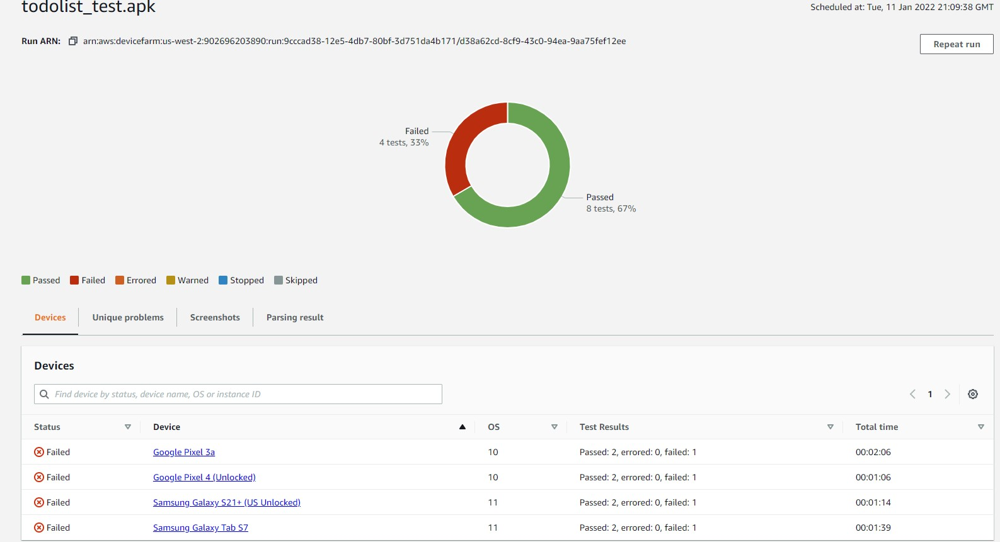 todolist_test.apk
Scheduled at: Tue, 11 Jan 2022 21:09:38 GMT
Run ARN: arn:aws:devicefarm:us-west-2:902696203890:run:9cccad38-12e5-4db7-80bf-3d751da4b171/d38a62cd-8cf9-43c0-94ea-9aa75fef12ee
Repeat run
Failed
4 tests, 33%
Passed
8 tests, 67%
Passed Failed Errored Warned Stopped Skipped
Devices Unique problems Screenshots Parsing result
Devices
Find device by status, device name, OS or instance ID
1
Status Device OS Test Results Total time
Failed Google Pixel 3a 10 Passed: 2, errored: 0, failed: 1 00:02:06
Failed Google Pixel 4 (Unlocked) 10 Passed: 2, errored: 0, failed: 1 00:01:06
Failed Samsung Galaxy S21+ (US Unlocked) 11 Passed: 2, errored: 0, failed: 1 00:01:14
Failed Samsung Galaxy Tab S7 11 Passed: 2, errored: 0, failed: 1 00:01:39